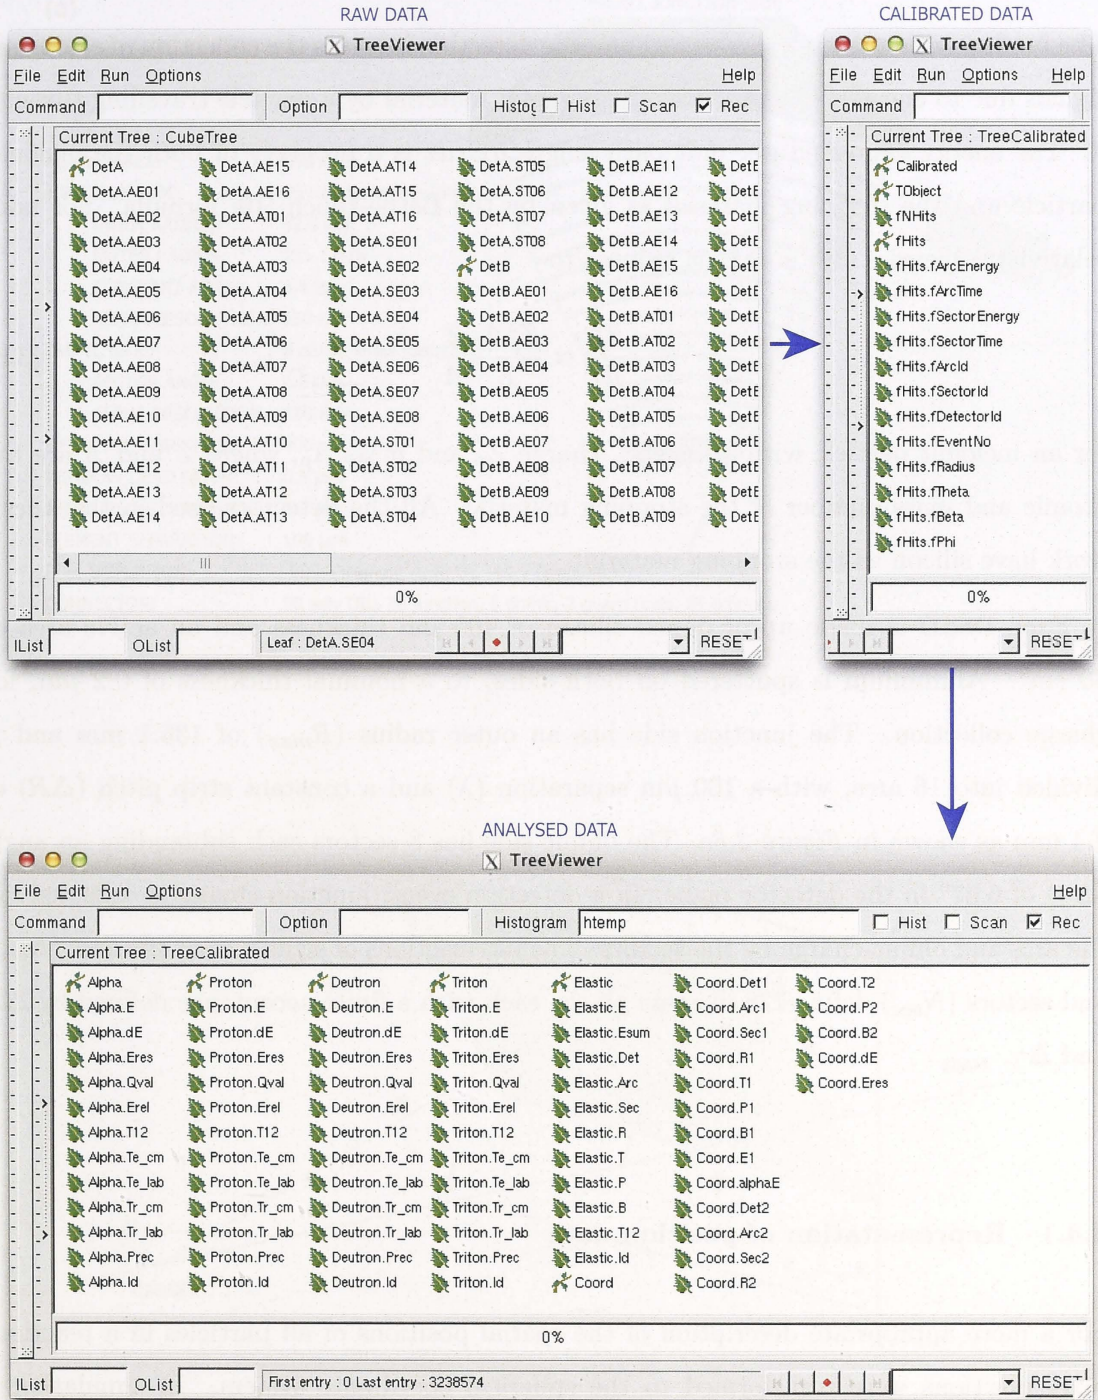 RAW DATA
TreeViewer
File Edit Run Options Help
Command Option Histog Hist Scan Rec
Current Tree : CubeTree
DetA DetA.AE15 DetA.AT14 DetA.ST05 DetB.AE11 DetE
DetA.AE01 DetA.AE16 DetA.AT15 DetA.ST06 DetB.AE12 DetE
DetA.AE02 DetA.AT01 DetA.AT16 DetA.ST07 DetB.AE13 DetE
DetA.AE03 DetA.AT02 DetA.SE01 DetA.ST08 DetB.AE14 DetE
DetA.AE04 DetA.AT03 DetA.SE02 DetB DetB.AE15 DetE
DetA.AE05 DetA.AT04 DetA.SE03 DetB.AE01 DetB.AE16 DetE
DetA.AE06 DetA.AT05 DetA.SE04 DetB.AE02 DetB.AT01 DetE
DetA.AE07 DetA.AT06 DetA.SE05 DetB.AE03 DetB.AT02 DetE
DetA.AE08 DetA.AT07 DetA.SE06 DetB.AE04 DetB.AT03 DetE
DetA.AE09 DetA.AT08 DetA.SE07 DetB.AE05 DetB.AT04 DetE
DetA.AE10 DetA.AT09 DetA.SE08 DetB.AE06 DetB.AT05 DetE
DetA.AE11 DetA.AT10 DetA.ST01 DetB.AE07 DetB.AT06 DetE
DetA.AE12 DetA.AT11 DetA.ST02 DetB.AE08 DetB.AT07 DetE
DetA.AE13 DetA.AT12 DetA.ST03 DetB.AE09 DetB.AT08 DetE
DetA.AE14 DetA.AT13 DetA.ST04 DetB.AE10 DetB.AT09 DetE
0%
IList OList Leaf : DetA.SE04 RESET
CALIBRATED DATA
TreeViewer
File Edit Run Options Help
Command
Current Tree : TreeCalibrated
Calibrated
TObject
fNHits
fHits
fHits.fArcEnergy
fHits.fArcTime
fHits.fSectorEnergy
fHits.fSectorTime
fHits.fArcId
fHits.fSectorId
fHits.fDetectorId
fHits.fEventNo
fHits.fRadius
fHits.fTheta
fHits.fBeta
fHits.fPhi
0%
RESET
ANALYSED DATA
TreeViewer
File Edit Run Options Help
Command Option Histogram htemp Hist Scan Rec
Current Tree : TreeCalibrated
Alpha Proton Deutron Triton Elastic Coord.Det1 Coord.T2
Alpha.E Proton.E Deutron.E Triton.E Elastic.E Coord.Arc1 Coord.P2
Alpha.dE Proton.dE Deutron.dE Triton.dE Elastic.Esum Coord.Sec1 Coord.B2
Alpha.Eres Proton.Eres Deutron.Eres Triton.Eres Elastic.Det Coord.R1 Coord.dE
Alpha.Qval Proton.Qval Deutron.Qval Triton.Qval Elastic.Arc Coord.T1 Coord.Eres
Alpha.Erel Proton.Erel Deutron.Erel Triton.Erel Elastic.Sec Coord.P1
Alpha.T12 Proton.T12 Deutron.T12 Triton.T12 Elastic.R Coord.B1
Alpha.Te_cm Proton.Te_cm Deutron.Te_cm Triton.Te_cm Elastic.T Coord.E1
Alpha.Te_lab Proton.Te_lab Deutron.Te_lab Triton.Te_lab Elastic.P Coord.alphaE
Alpha.Tr_cm Proton.Tr_cm Deutron.Tr_cm Triton.Tr_cm Elastic.B Coord.Det2
Alpha.Tr_lab Proton.Tr_lab Deutron.Tr_lab Triton.Tr_lab Elastic.T12 Coord.Arc2
Alpha.Prec Proton.Prec Deutron.Prec Triton.Prec Elastic.Id Coord.Sec2
Alpha.Id Proton.Id Deutron.Id Triton.Id Coord Coord.R2
0%
IList OList First entry : 0 Last entry : 3238574 RESET